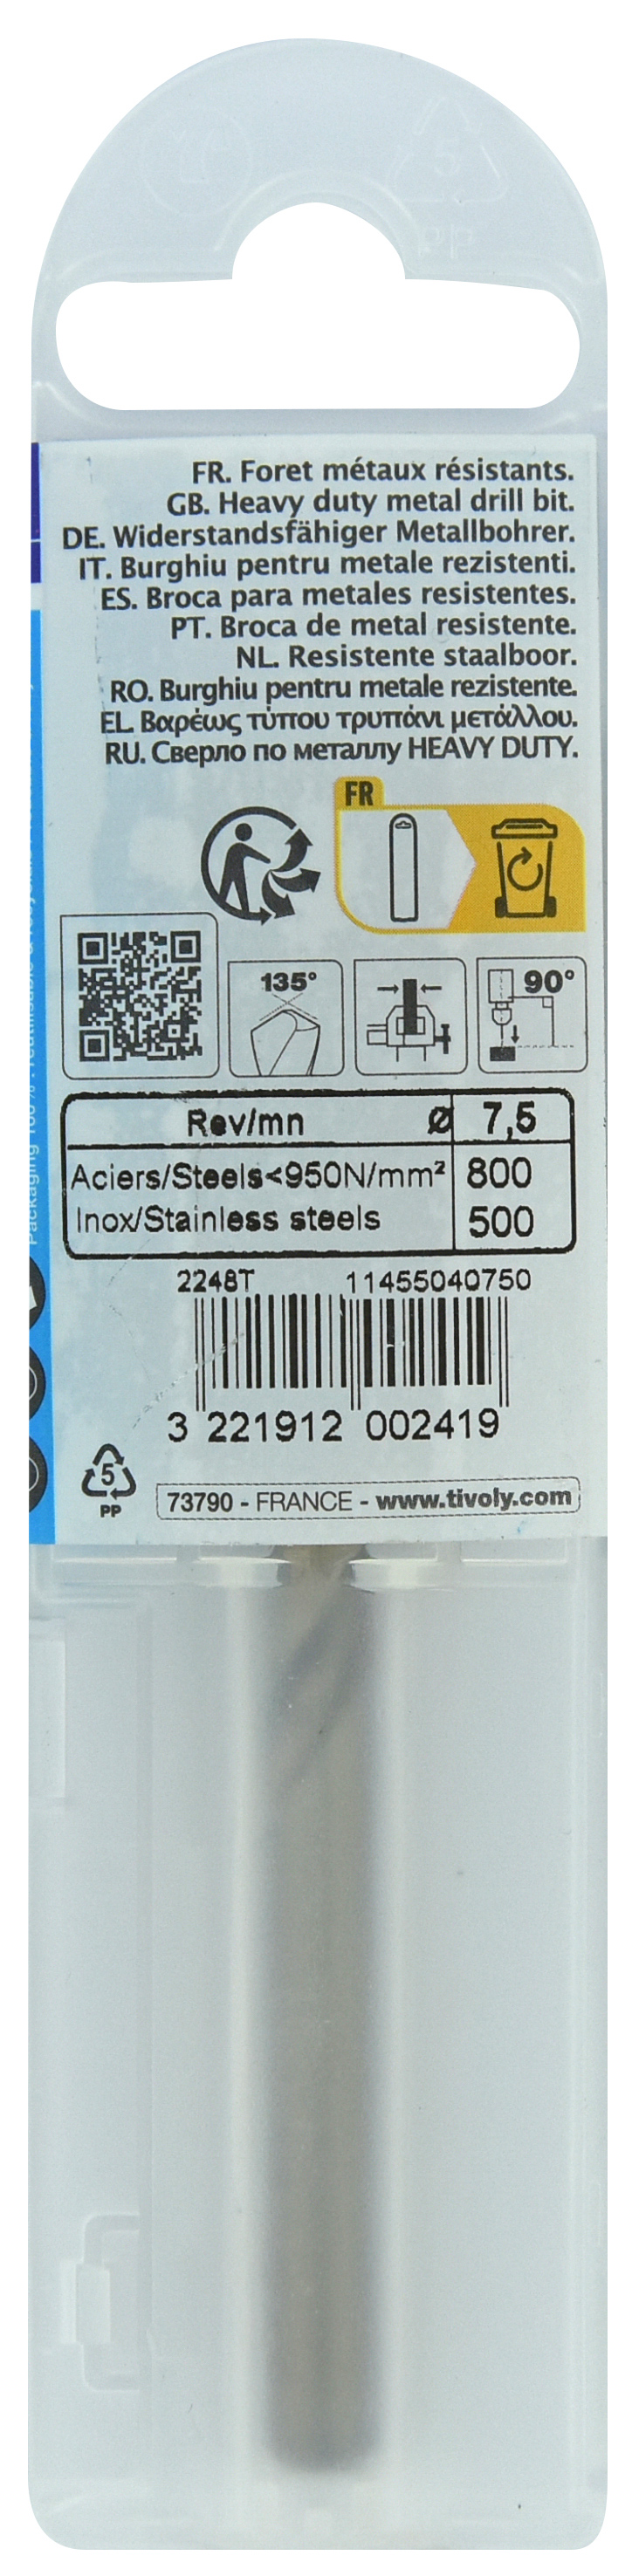 FR. Foret métaux résistants.
GB. Heavy duty metal drill bit.
DE. Widerstandsfähiger Metallbohrer.
IT. Burghiu pentru metale rezistenti.
ES. Broca para metales resistentes.
PT. Broca de metal resistente.
NL. Resistente staalboor.
RO. Burghiu pentru metale rezistente.
EL. Βαρέως τύπου τρυπάνι μετάλλου.
RU. Сверло по металлу HEAVY DUTY.
FR
135°
90°
Rev/mn Ø 7,5
Aciers/Steels<950N/mm² 800
Inox/Stainless steels 500
2248T 11455040750
3 221912 002419
5
PP
73790 - FRANCE - www.tivoly.com
Packaging 100%